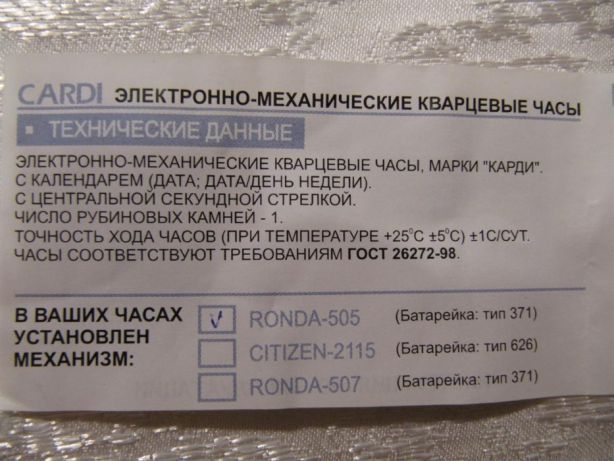 CARDI ЭЛЕКТРОННО-МЕХАНИЧЕСКИЕ КВАРЦЕВЫЕ ЧАСЫ
▪ ТЕХНИЧЕСКИЕ ДАННЫЕ
ЭЛЕКТРОННО-МЕХАНИЧЕСКИЕ КВАРЦЕВЫЕ ЧАСЫ, МАРКИ "КАРДИ".
С КАЛЕНДАРЕМ (ДАТА; ДАТА/ДЕНЬ НЕДЕЛИ).
С ЦЕНТРАЛЬНОЙ СЕКУНДНОЙ СТРЕЛКОЙ.
ЧИСЛО РУБИНОВЫХ КАМНЕЙ - 1.
ТОЧНОСТЬ ХОДА ЧАСОВ (ПРИ ТЕМПЕРАТУРЕ +25°С ±5°С) ±1С/СУТ.
ЧАСЫ СООТВЕТСТВУЮТ ТРЕБОВАНИЯМ ГОСТ 26272-98.
В ВАШИХ ЧАСАХ
УСТАНОВЛЕН
МЕХАНИЗМ:
RONDA-505 (Батарейка: тип 371)
CITIZEN-2115 (Батарейка: тип 626)
RONDA-507 (Батарейка: тип 371)